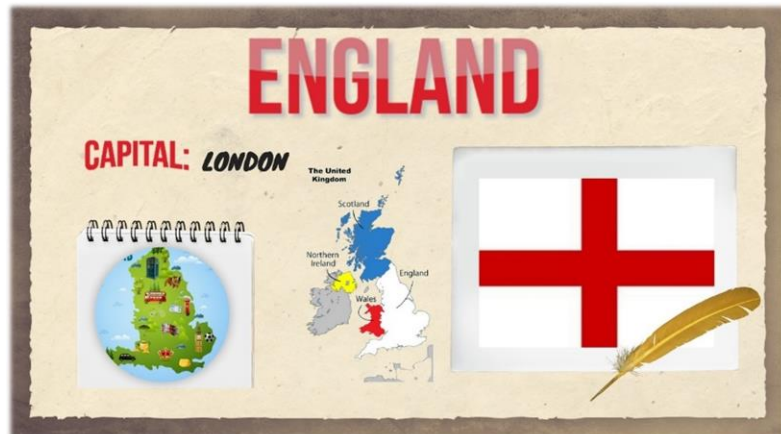 ENGLAND
CAPITAL: LONDON
The United
Kingdom
Scotland
Northern
Ireland
England
Wales